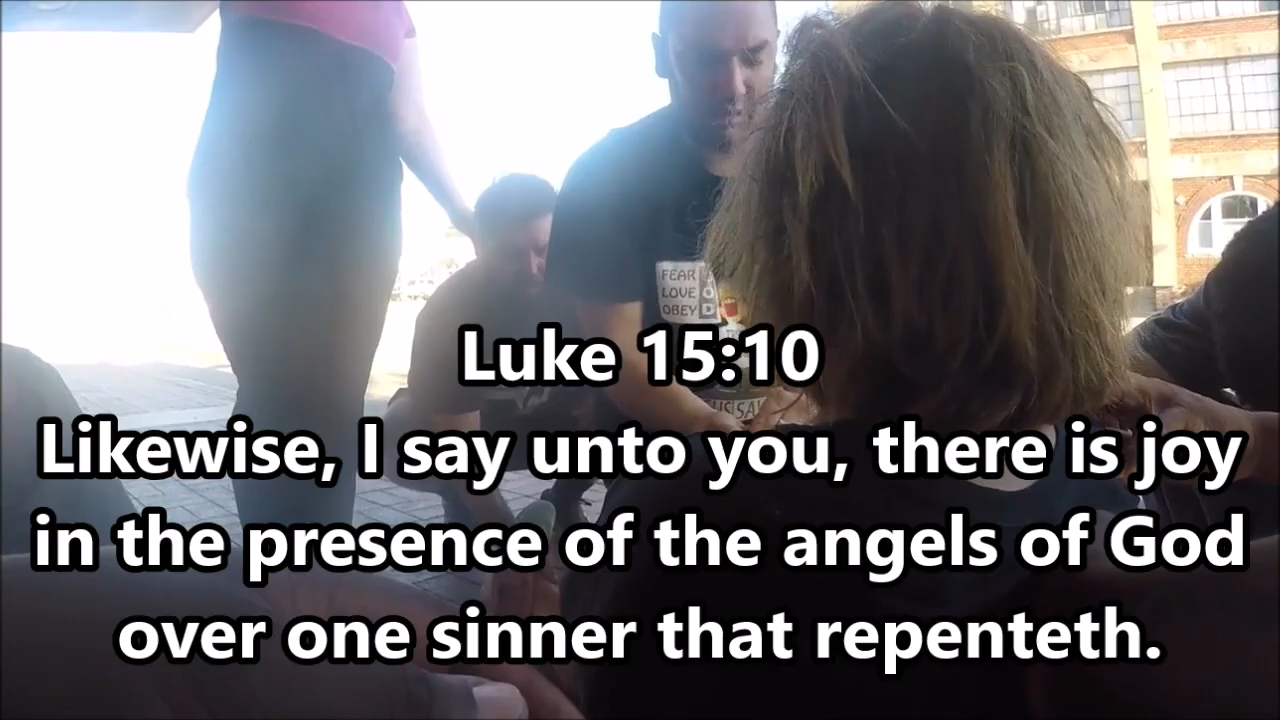 FEAR
LOVE
OBEY
Luke 15:10
Likewise, I say unto you, there is joy
in the presence of the angels of God
over one sinner that repenteth.